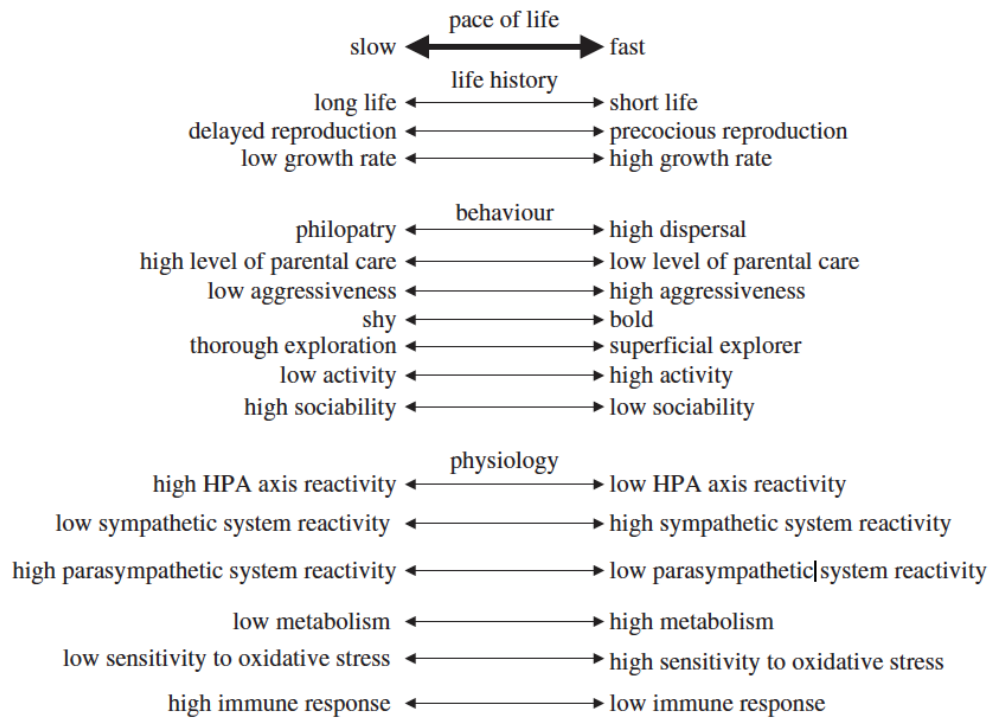 pace of life
slow fast
life history
long life short life
delayed reproduction precocious reproduction
low growth rate high growth rate
behaviour
philopatry high dispersal
high level of parental care low level of parental care
low aggressiveness high aggressiveness
shy bold
thorough exploration superficial explorer
low activity high activity
high sociability low sociability
physiology
high HPA axis reactivity low HPA axis reactivity
low sympathetic system reactivity high sympathetic system reactivity
high parasympathetic system reactivity low parasympathetic system reactivity
low metabolism high metabolism
low sensitivity to oxidative stress high sensitivity to oxidative stress
high immune response low immune response